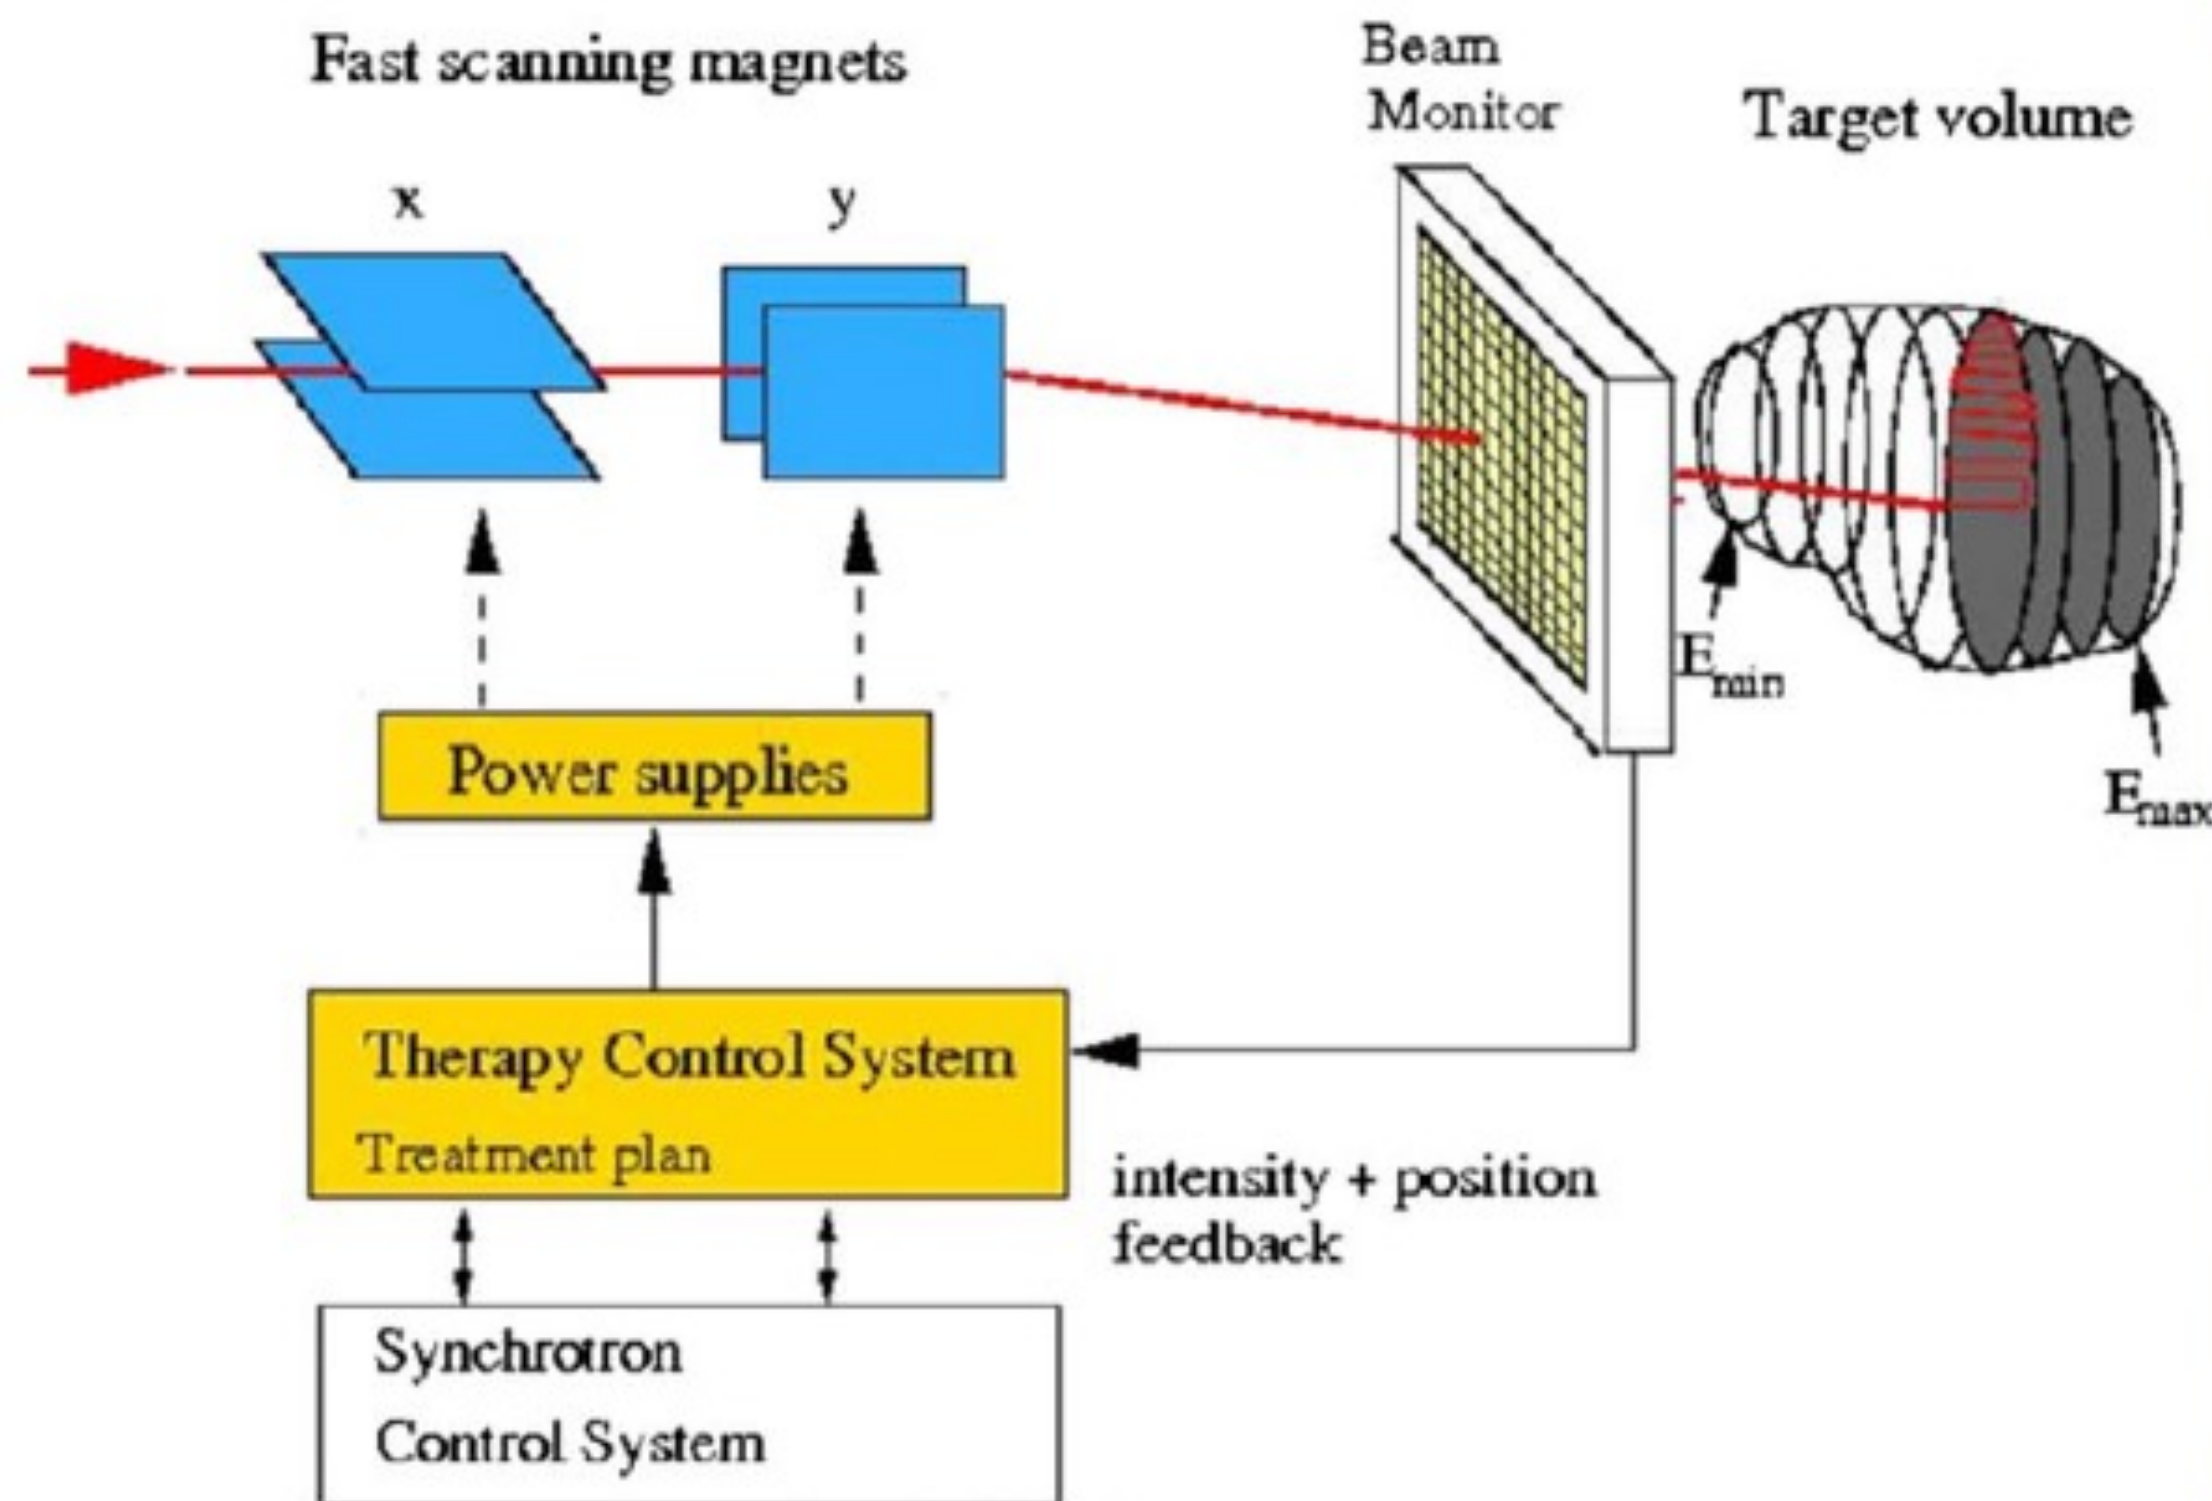 Fast scanning magnets
Beam
Monitor
Target volume
x
y
Emin
Emax
Power supplies
Therapy Control System
Treatment plan
intensity + position
feedback
Synchrotron
Control System